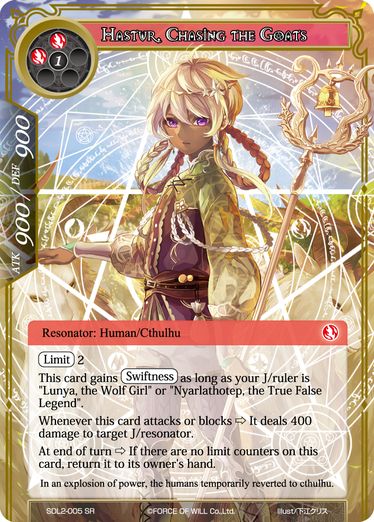 Hastur, Chasing the Goats
1
ATK 900 / DEF 900
Resonator: Human/Cthulhu
Limit 2
This card gains Swiftness as long as your J/ruler is
"Lunya, the Wolf Girl" or "Nyarlathotep, the True False
Legend".
Whenever this card attacks or blocks ⇨ It deals 400
damage to target J/resonator.
At end of turn ⇨ If there are no limit counters on this
card, return it to its owner's hand.
In an explosion of power, the humans temporarily reverted to cthulhu.
SDL2-005 SR
©FORCE OF WILL Co.,Ltd.
Illust/下江クリス